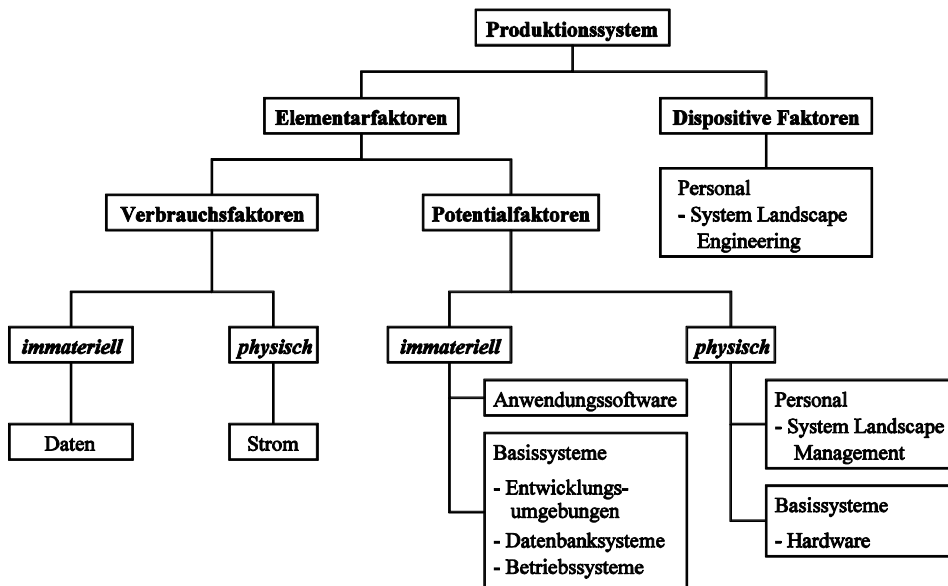 Produktionssystem
Elementarfaktoren
Dispositive Faktoren
Personal
- System Landscape
Engineering
Verbrauchsfaktoren
Potentialfaktoren
immateriell
physisch
immateriell
physisch
Daten
Strom
Anwendungssoftware
Basissysteme
- Entwicklungs-
umgebungen
- Datenbanksysteme
- Betriebssysteme
Personal
- System Landscape
Management
Basissysteme
- Hardware